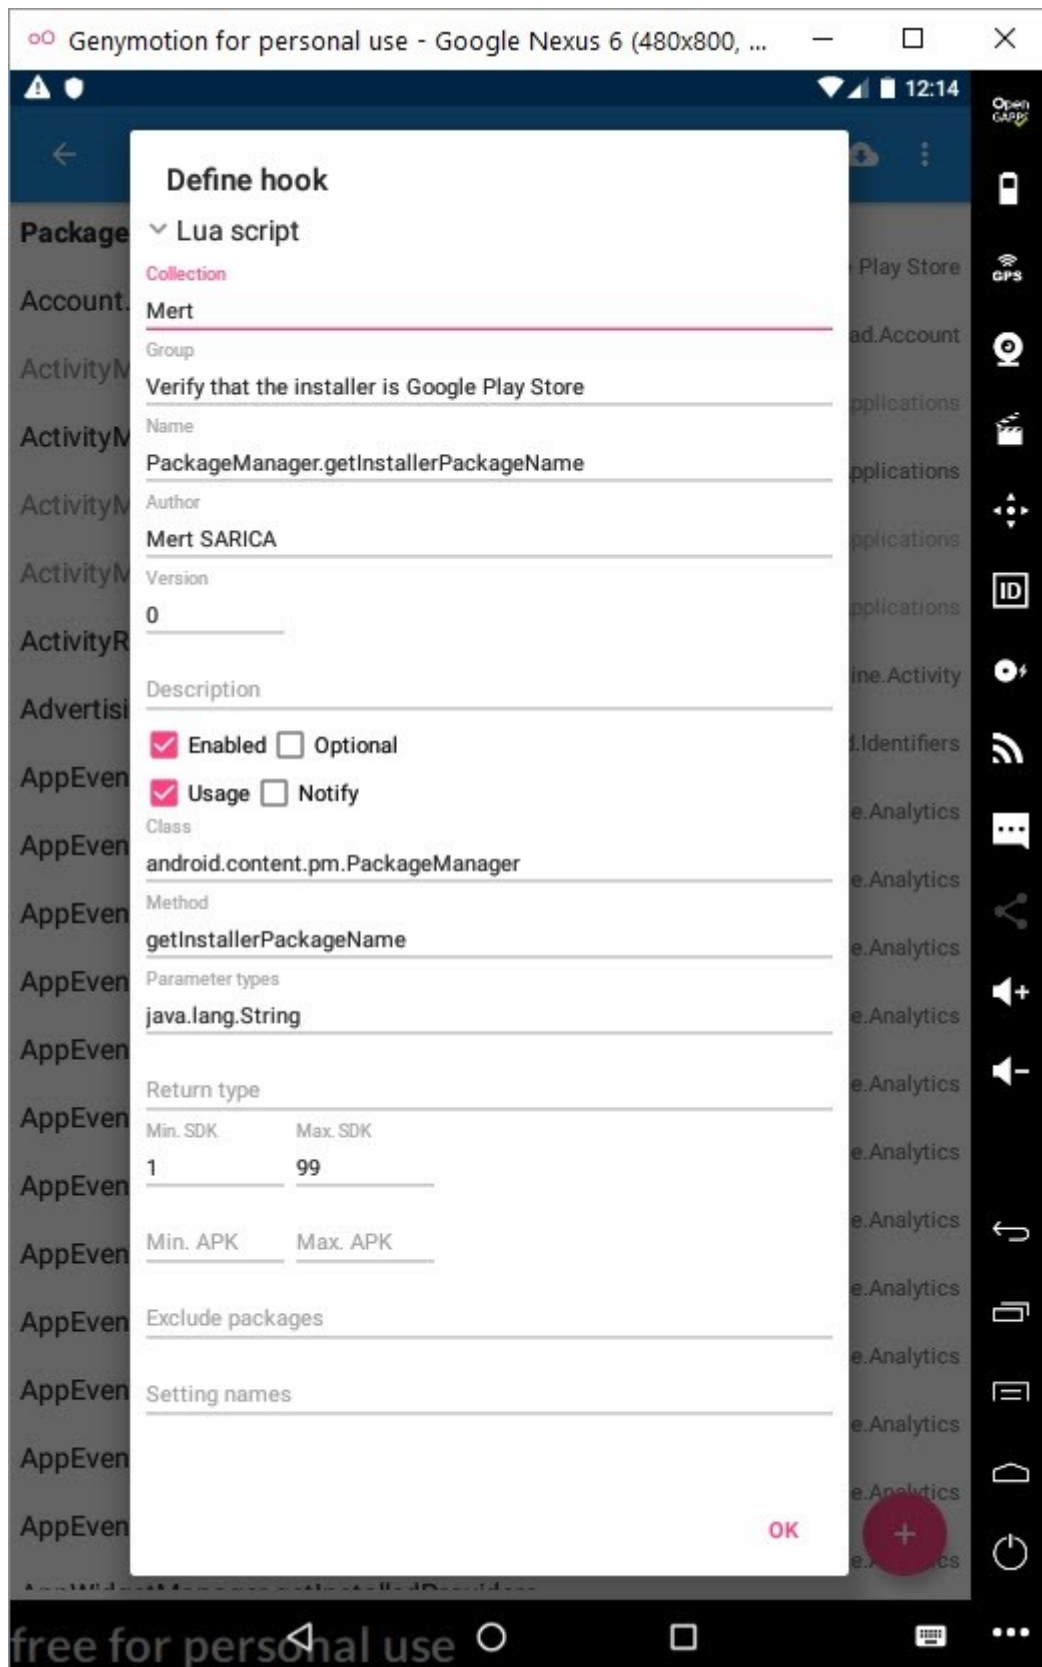 Genymotion for personal use - Google Nexus 6 (480x800, ...
12:14
Open
GAPPS
Define hook
Lua script
Package
Play Store
Collection
GPS
Account.
Mert
ad.Account
Group
ActivityM
Verify that the installer is Google Play Store
pplications
Name
ActivityM
PackageManager.getInstallerPackageName
pplications
Author
ActivityM
Mert SARICA
pplications
ActivityM
Version
ID
pplications
0
ActivityR
ine.Activity
Description
Advertisi
d.Identifiers
Enabled
Optional
AppEven
Usage
Notify
e.Analytics
Class
AppEven
android.content.pm.PackageManager
e.Analytics
Method
AppEven
getInstallerPackageName
e.Analytics
Parameter types
AppEven
java.lang.String
e.Analytics
AppEven
Return type
e.Analytics
AppEven
Min. SDK
Max. SDK
e.Analytics
1
99
AppEven
e.Analytics
AppEven
Min. APK
Max. APK
e.Analytics
AppEven
Exclude packages
e.Analytics
AppEven
Setting names
e.Analytics
AppEven
e.Analytics
AppEven
OK
AppWidgetManager.getInstalledProviders
free for personal use